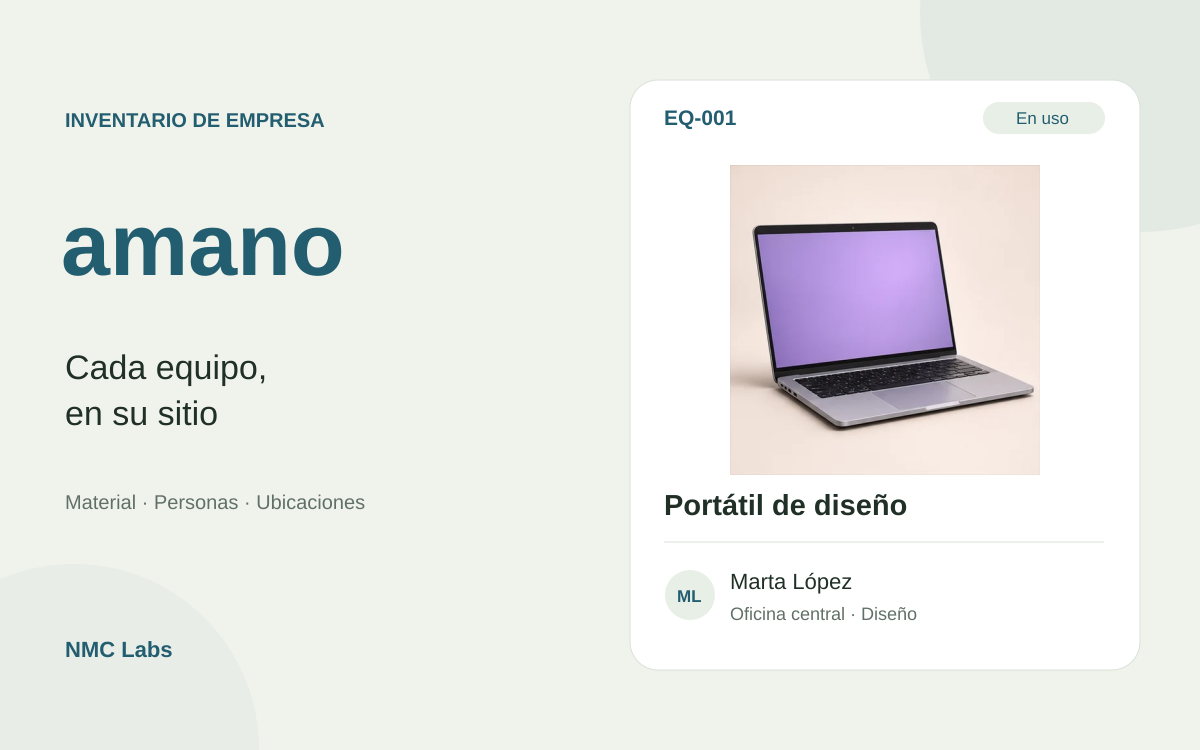 INVENTARIO DE EMPRESA
amano
Cada equipo,
en su sitio
Material · Personas · Ubicaciones
NMC Labs
EQ-001
En uso
Portátil de diseño
ML
Marta López
Oficina central · Diseño